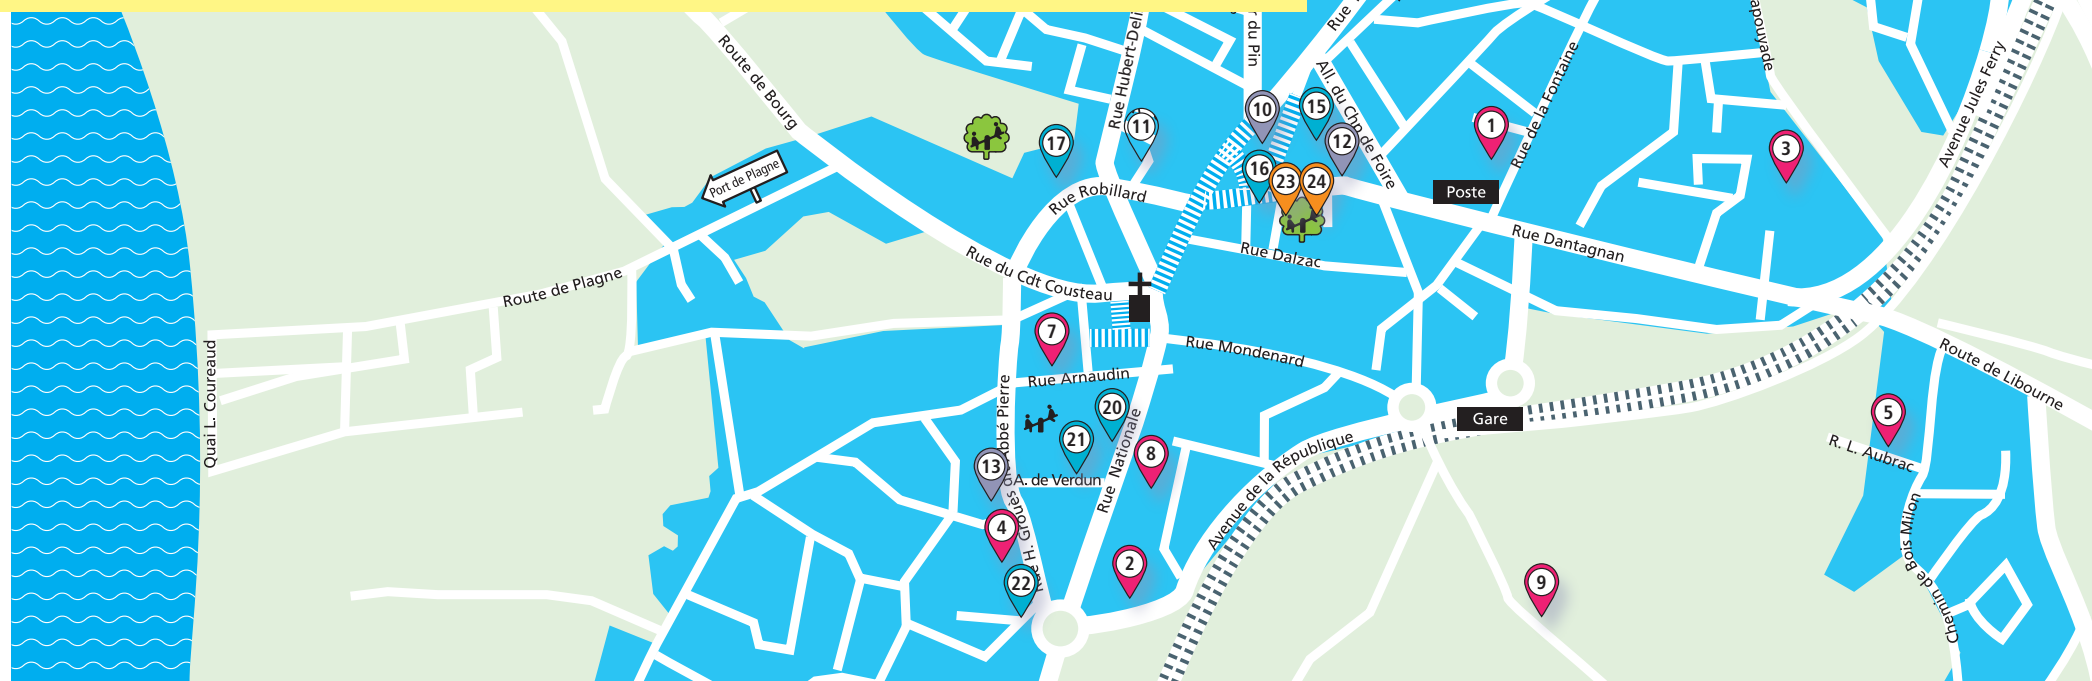 Route de Bourg
Rue Hubert-Deli
du Pin
Rue
All. du Chp de Foire
Rue de la Fontaine
apouyade
Avenue Jules Ferry
10
15
11
17
12
1
3
16
23
24
Port de Plagne
Poste
Rue Robillard
Rue Dantagnan
Rue Dalzac
Rue du Cdt Cousteau
Route de Plagne
Quai L. Coureaud
7
Rue Mondenard
Rue Arnaudin
Route de Libourne
20
21
8
Gare
5
R. L. Aubrac
13
A. de Verdun
Rue Nationale
Avenue de la République
Rue H. Grouès
bbé Pierre
4
2
22
9
Chemin de Bois Milon